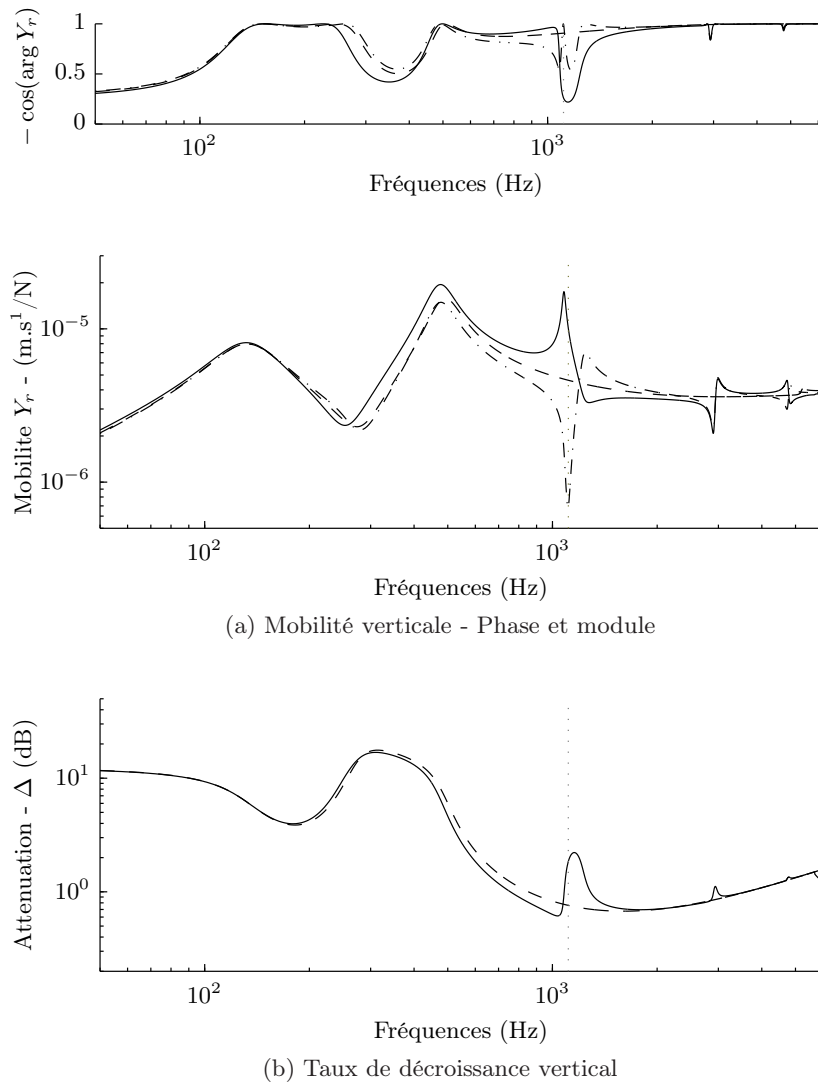 − cos(arg Y_r)
1
0.5
0
10^2
10^3
Fréquences (Hz)
Mobilite Y_r - (m.s^1/N)
10^-5
10^-6
10^2
10^3
Fréquences (Hz)
(a) Mobilité verticale - Phase et module
Attenuation - Δ (dB)
10^1
10^0
10^2
10^3
Fréquences (Hz)
(b) Taux de décroissance vertical